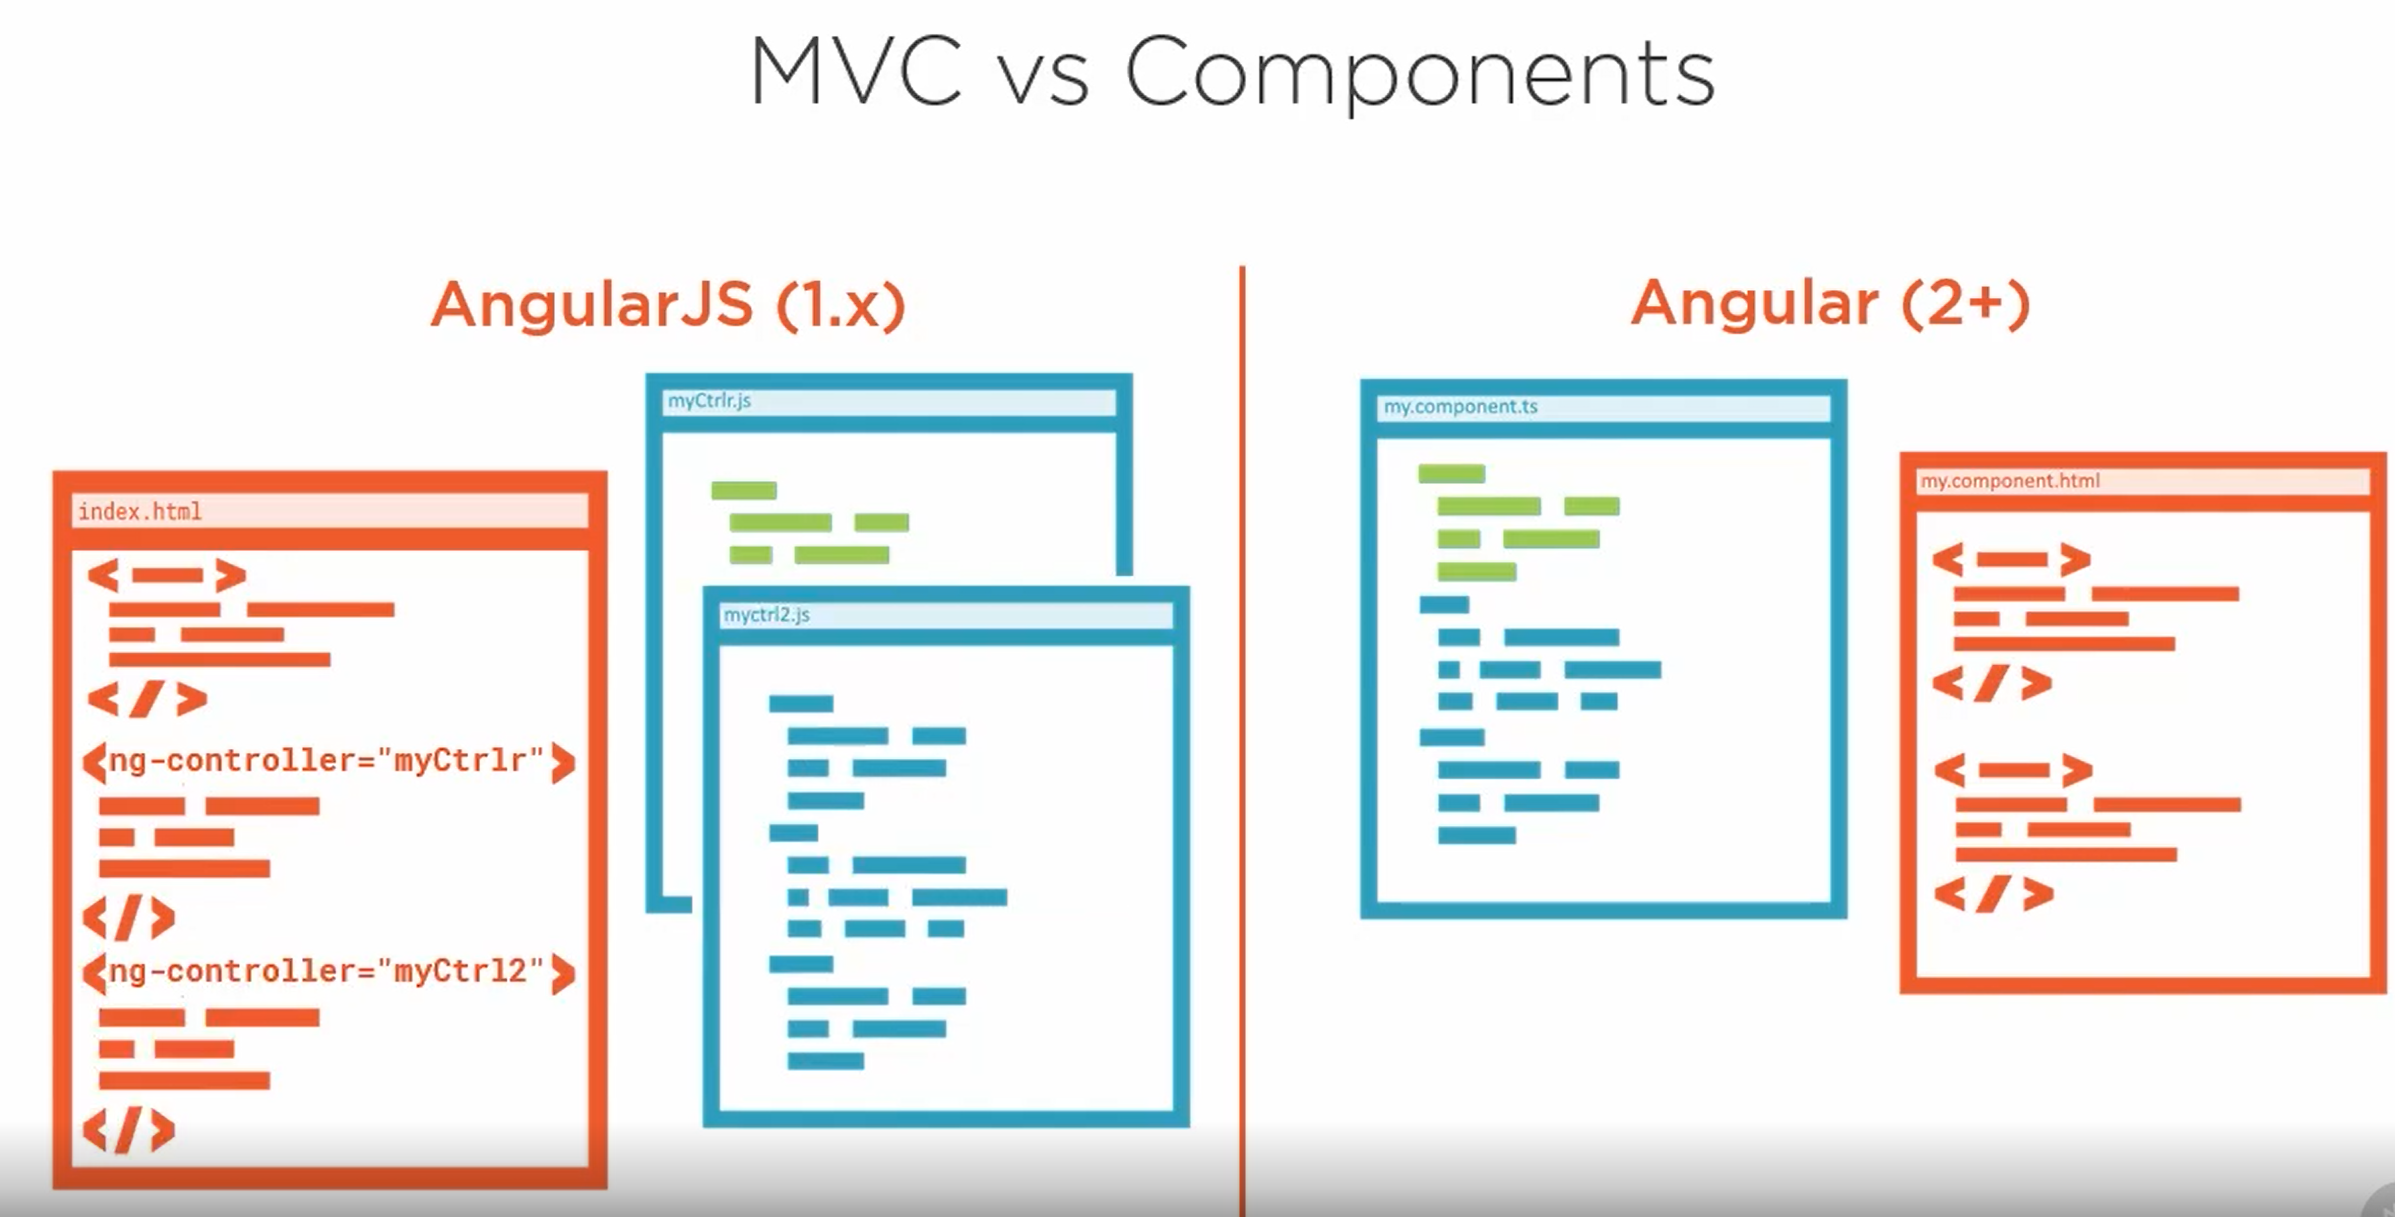 MVC vs Components
AngularJS (1.x)
index.html
< >
</>
<ng-controller="myCtrlr">
</>
<ng-controller="myCtrl2">
</>
myCtrlr.js
myctrl2.js
Angular (2+)
my.component.ts
my.component.html
< >
</>
< >
</>